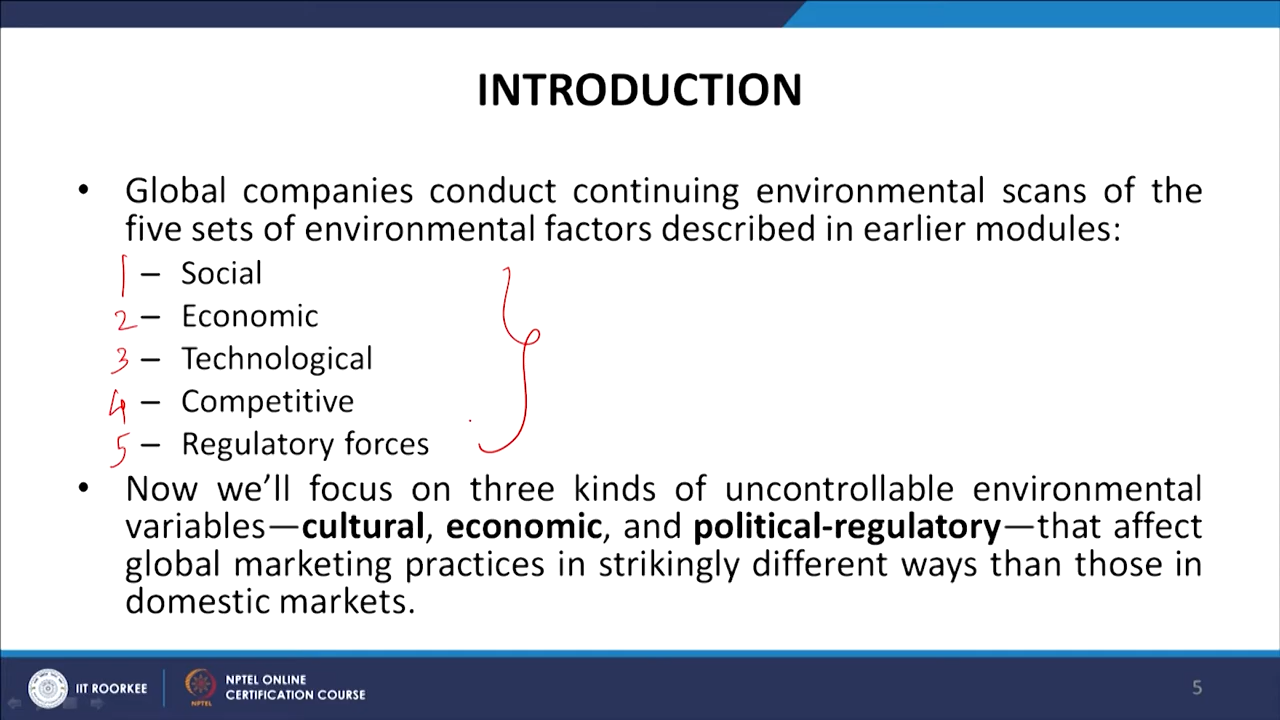 INTRODUCTION
• Global companies conduct continuing environmental scans of the
five sets of environmental factors described in earlier modules:
1 – Social
2 – Economic
3 – Technological
4 – Competitive
5 – Regulatory forces
• Now we’ll focus on three kinds of uncontrollable environmental
variables—cultural, economic, and political-regulatory—that affect
global marketing practices in strikingly different ways than those in
domestic markets.
IIT ROORKEE
NPTEL
NPTEL ONLINE
CERTIFICATION COURSE
5